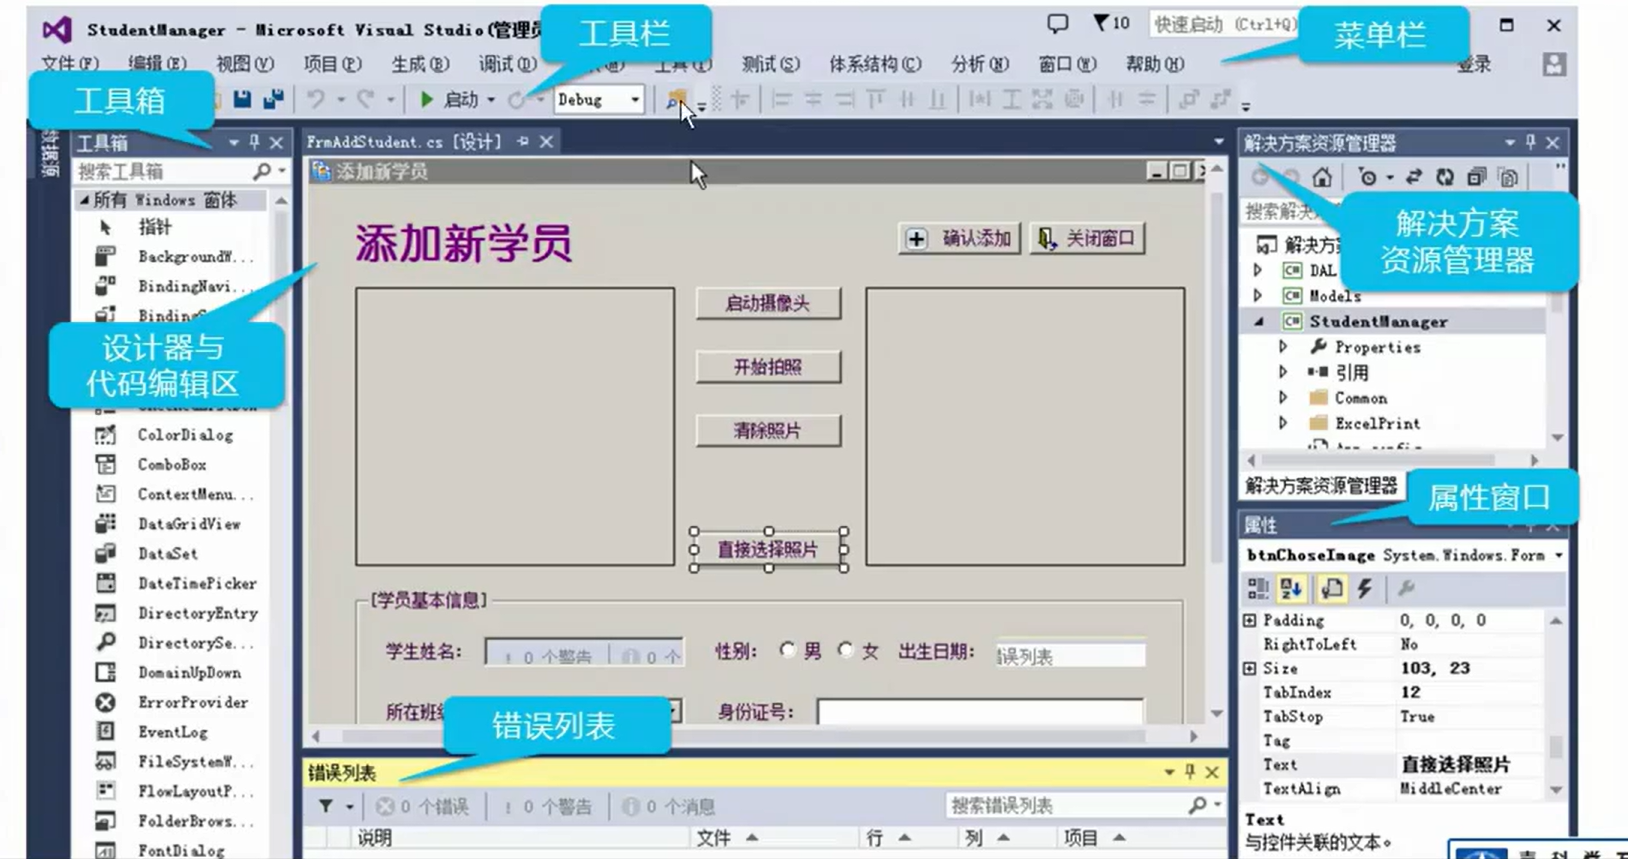 StudentManager - Microsoft Visual Studio(管理员
10
快速启动 (Ctrl+Q)
工具栏
菜单栏
文件(F) 编辑(E) 视图(V) 项目(P) 生成(B) 调试(D) 工具(T) 测试(S) 体系结构(C) 分析(N) 窗口(W) 帮助(H) 登录
工具箱
启动 Debug
数据源
工具箱
搜索工具箱
所有 Windows 窗体
指针
BackgroundW...
BindingNavi...
设计器与
代码编辑区
ColorDialog
ComboBox
ContextMenu...
DataGridView
DataSet
DateTimePicker
DirectoryEntry
DirectorySe...
DomainUpDown
ErrorProvider
EventLog
FileSystemW...
FlowLayoutP...
FolderBrows...
FontDialog
FrmAddStudent.cs [设计]
添加新学员
添加新学员
确认添加 关闭窗口
启动摄像头
开始拍照
清除照片
直接选择照片
[学员基本信息]
学生姓名: 0 个警告 0 个 性别: 男 女 出生日期: 误列表
所在班级 身份证号:
错误列表
错误列表
0 个错误 0 个警告 0 个消息 搜索错误列表
说明 文件 行 列 项目
解决方案资源管理器
搜索解决
解决方案
资源管理器
解决方案
DAL
Models
StudentManager
Properties
引用
Common
ExcelPrint
App.config
解决方案资源管理器
属性窗口
属性
btnChoseImage System.Windows.Form
Padding 0, 0, 0, 0
RightToLeft No
Size 103, 23
TabIndex 12
TabStop True
Tag
Text 直接选择照片
TextAlign MiddleCenter
Text
与控件关联的文本。